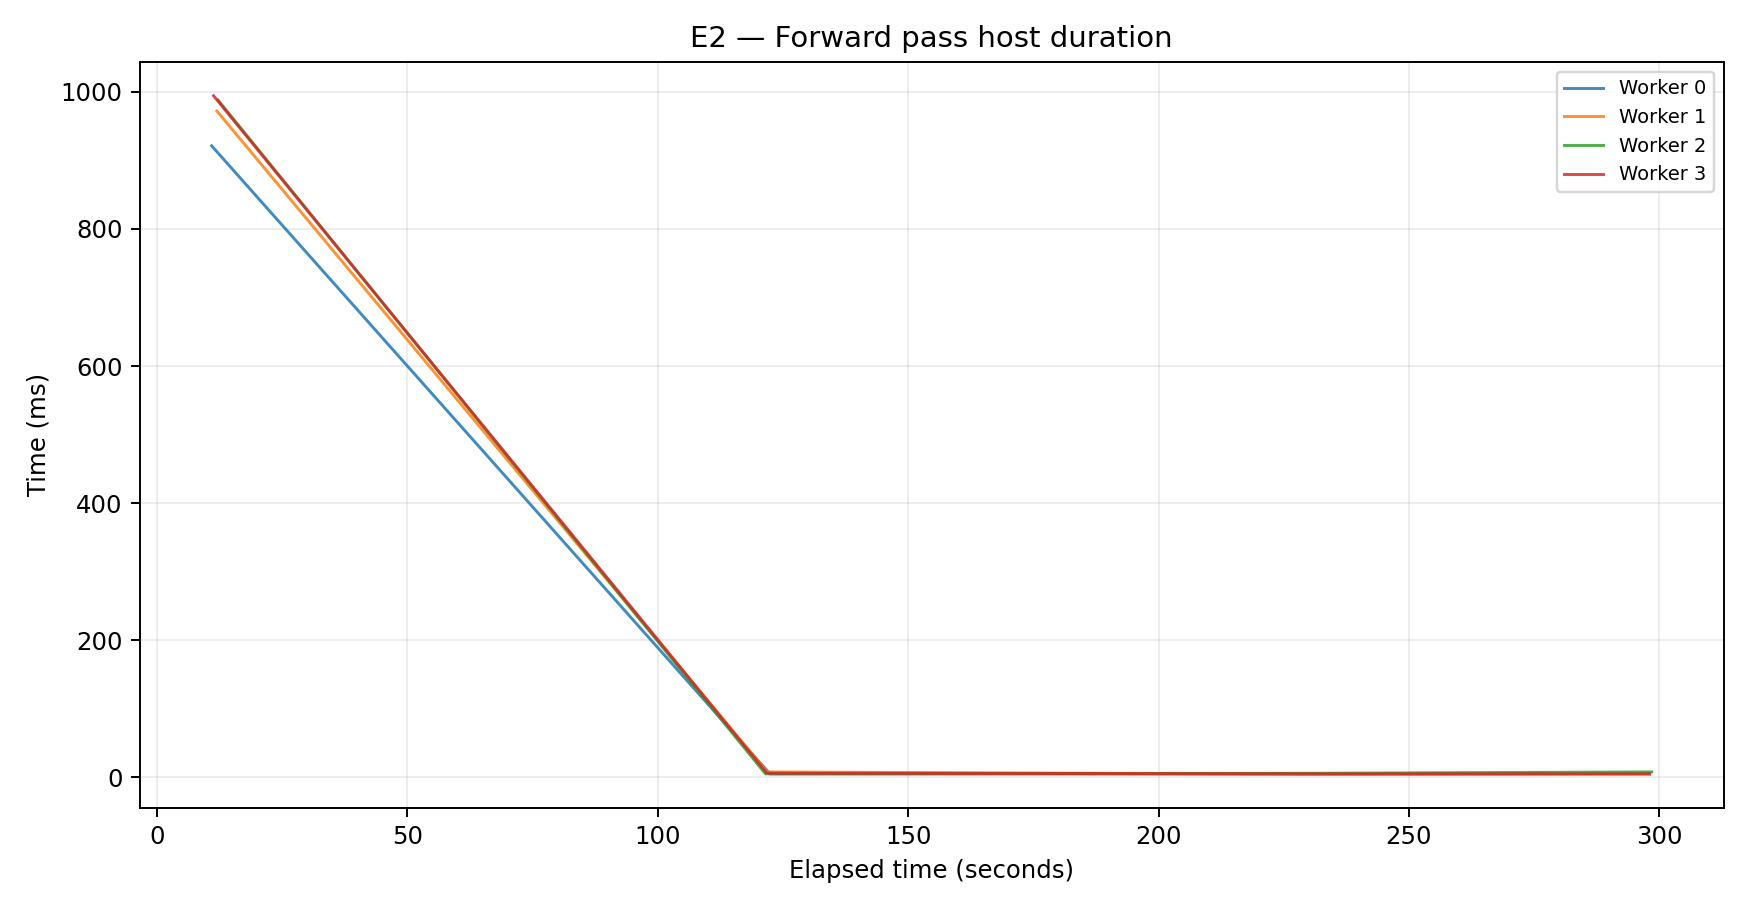 E2 — Forward pass host duration
Time (ms)
1000
800
600
400
200
0
Worker 0
Worker 1
Worker 2
Worker 3
0 50 100 150 200 250 300
Elapsed time (seconds)